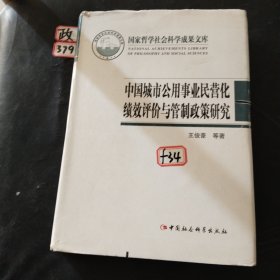 政
379
国家哲学社会科学成果文库
NATIONAL ACHIEVEMENTS LIBRARY
OF PHILOSOPHY AND SOCIAL SCIENCES
中国城市公用事业民营化
绩效评价与管制政策研究
王俊豪 等著
f34
中国社会科学出版社